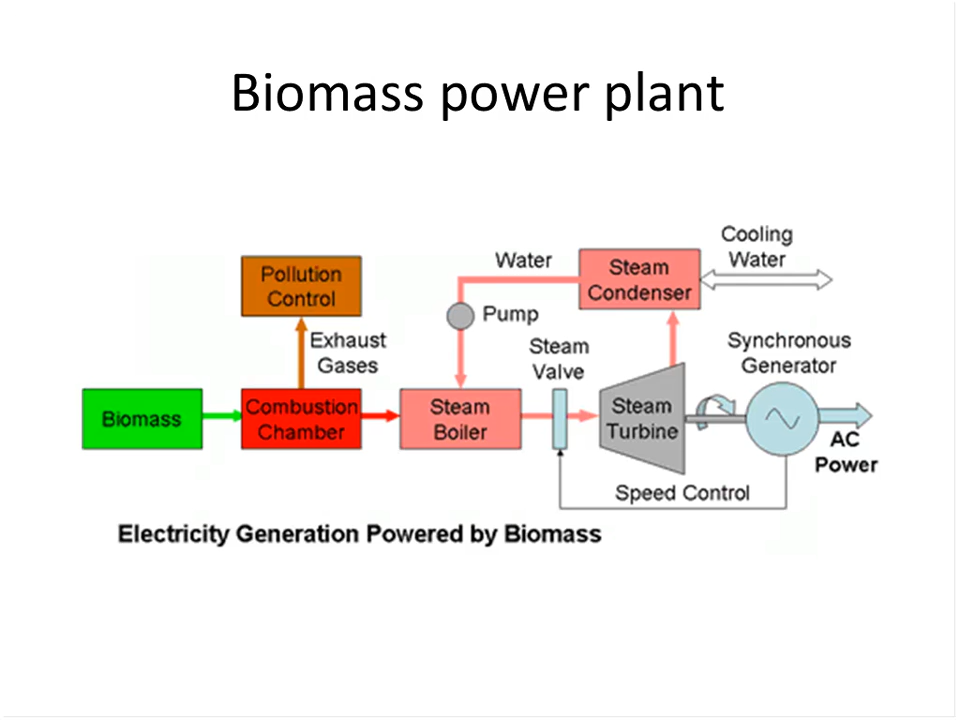 Biomass power plant
Cooling
Water
Water
Steam
Condenser
Pollution
Control
Pump
Exhaust
Gases
Steam
Valve
Synchronous
Generator
Biomass
Combustion
Chamber
Steam
Boiler
Steam
Turbine
AC
Power
Speed Control
Electricity Generation Powered by Biomass